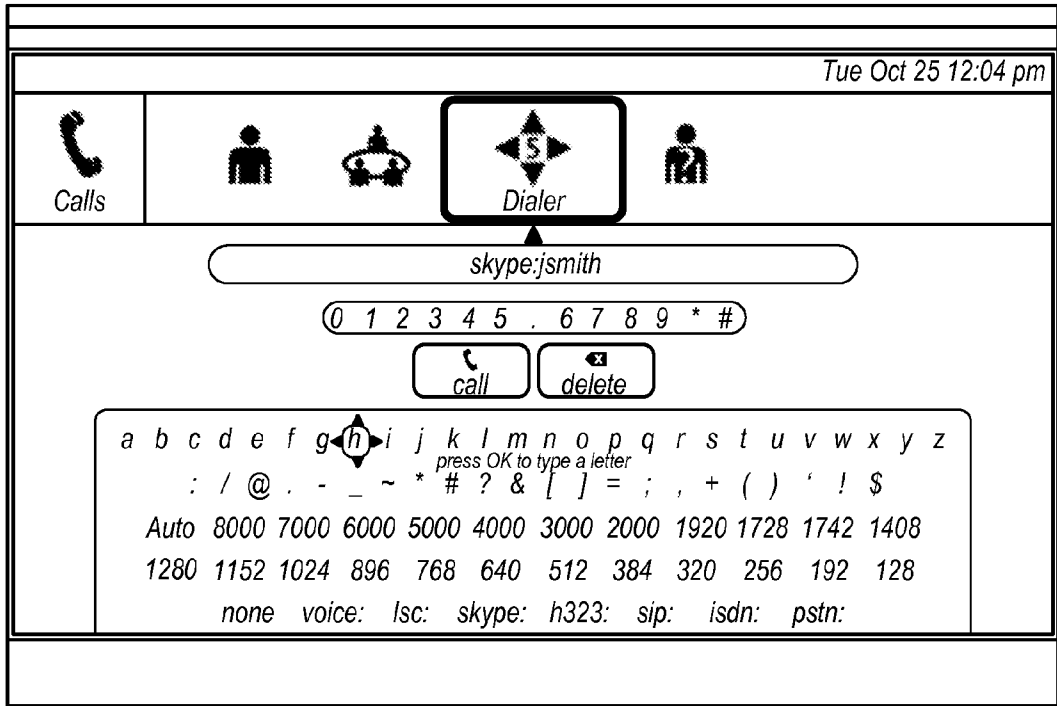 Tue Oct 25 12:04 pm
S
?
Calls
Dialer
skype:jsmith
0 1 2 3 4 5 . 6 7 8 9 * #
call delete
a b c d e f g h i j k l m n o p q r s t u v w x y z
press OK to type a letter
: / @ . - _ ~ * # ? & [ ] = ; , + ( ) ‘ ! $
Auto 8000 7000 6000 5000 4000 3000 2000 1920 1728 1742 1408
1280 1152 1024 896 768 640 512 384 320 256 192 128
none voice: lsc: skype: h323: sip: isdn: pstn: